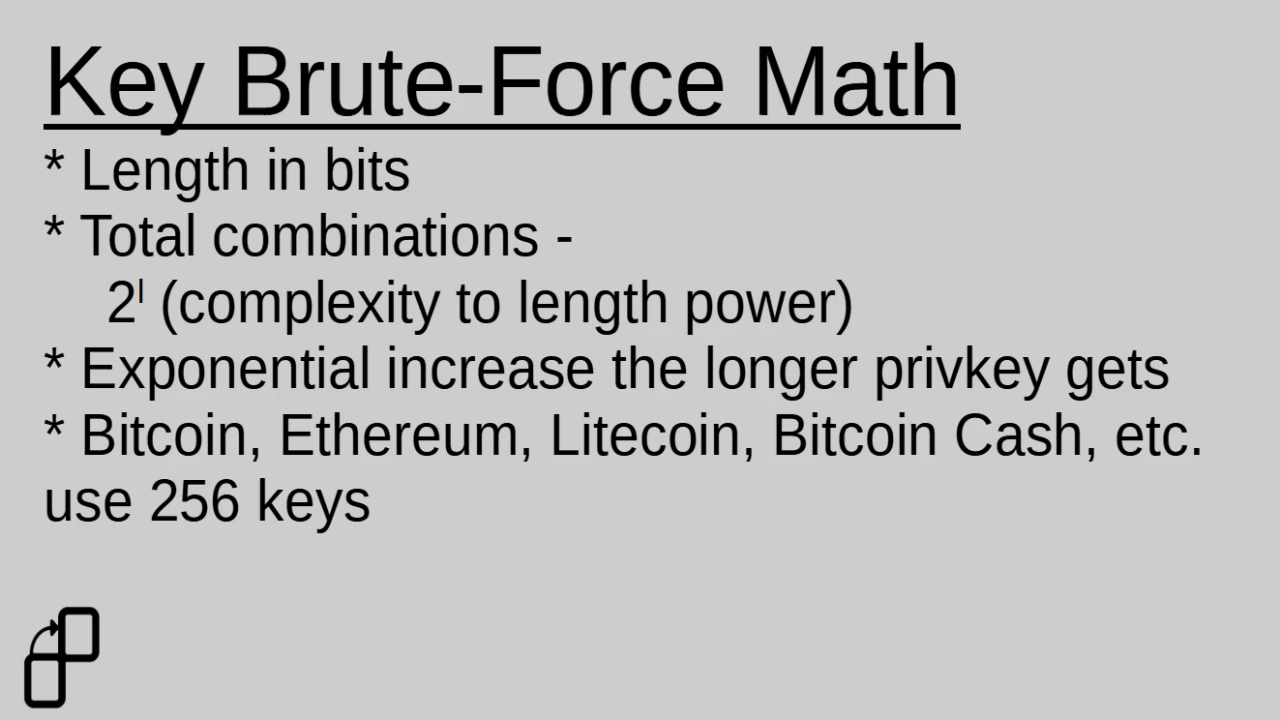 Key Brute-Force Math
* Length in bits
* Total combinations -
2ˡ (complexity to length power)
* Exponential increase the longer privkey gets
* Bitcoin, Ethereum, Litecoin, Bitcoin Cash, etc.
use 256 keys